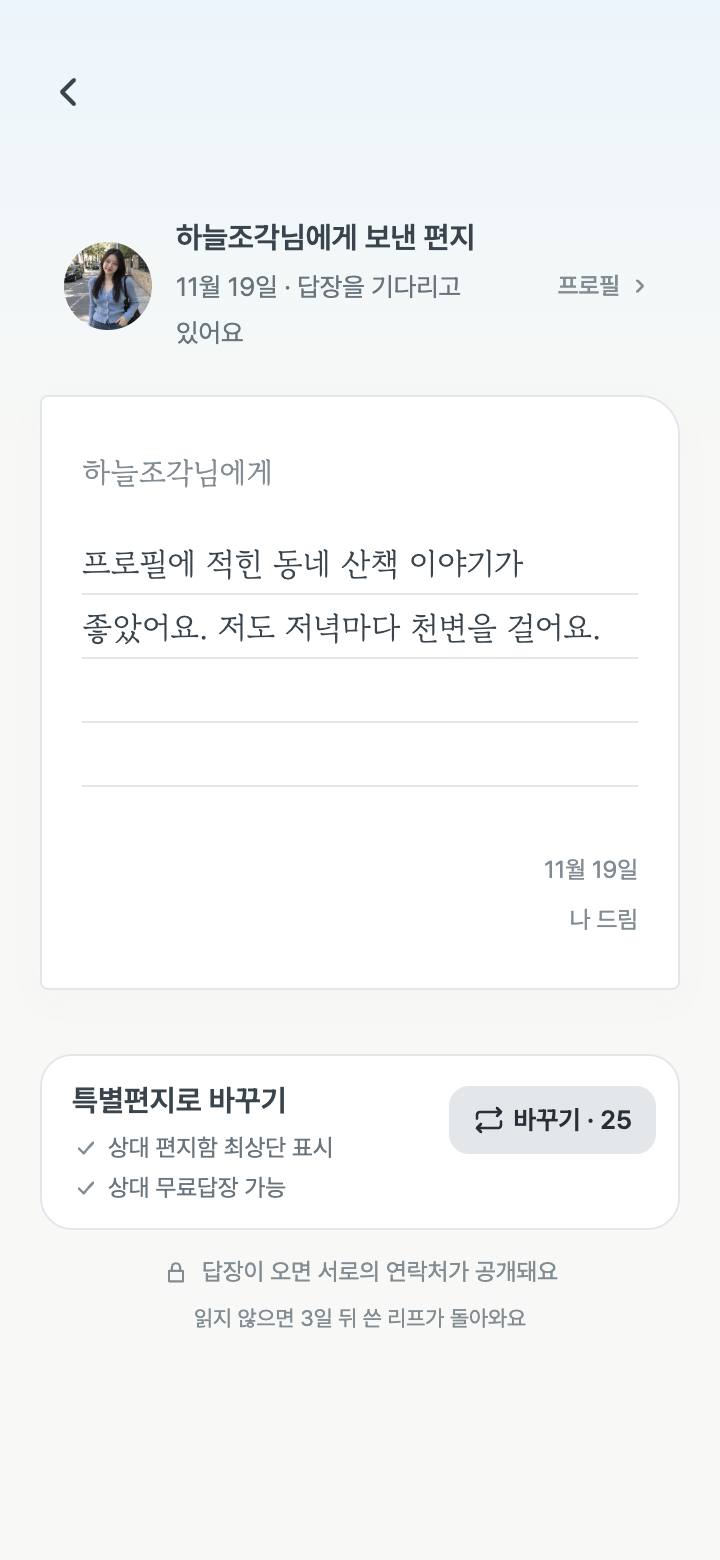 하늘조각님에게 보낸 편지
11월 19일 · 답장을 기다리고
있어요
프로필
하늘조각님에게
프로필에 적힌 동네 산책 이야기가
좋았어요. 저도 저녁마다 천변을 걸어요.
11월 19일
나 드림
특별편지로 바꾸기
바꾸기 · 25
상대 편지함 최상단 표시
상대 무료답장 가능
답장이 오면 서로의 연락처가 공개돼요
읽지 않으면 3일 뒤 쓴 리프가 돌아와요